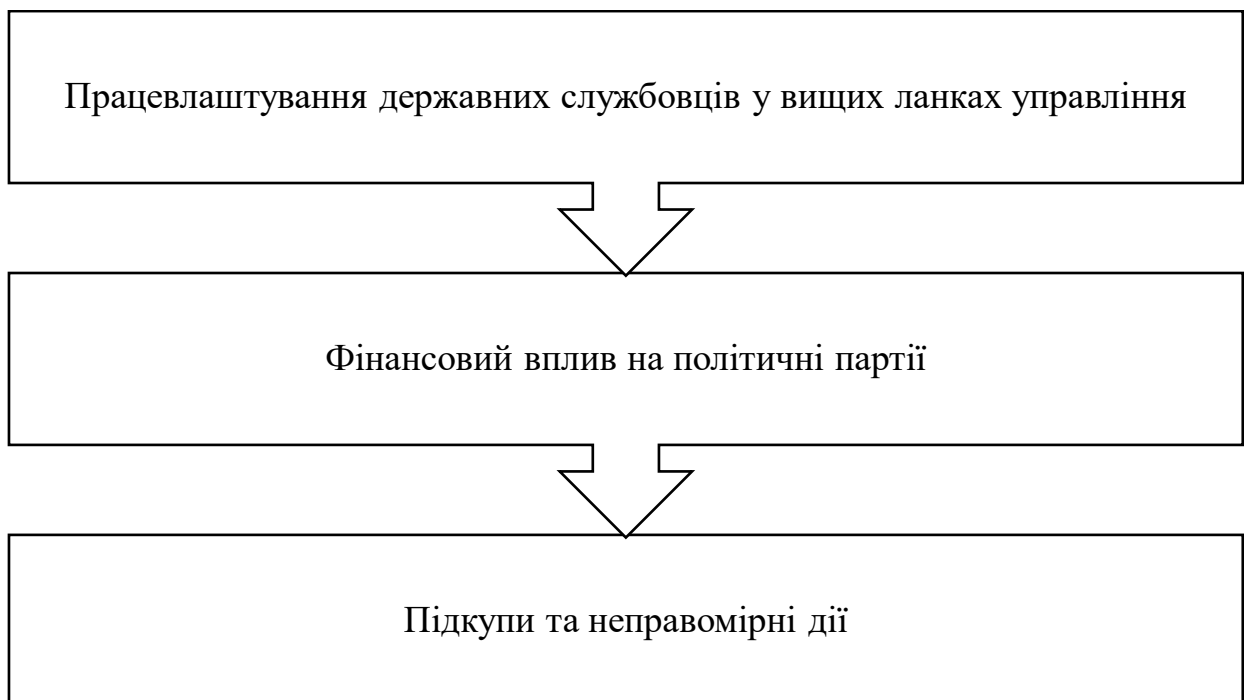 Працевлаштування державних службовців у вищих ланках управління
Фінансовий вплив на політичні партії
Підкупи та неправомірні дії